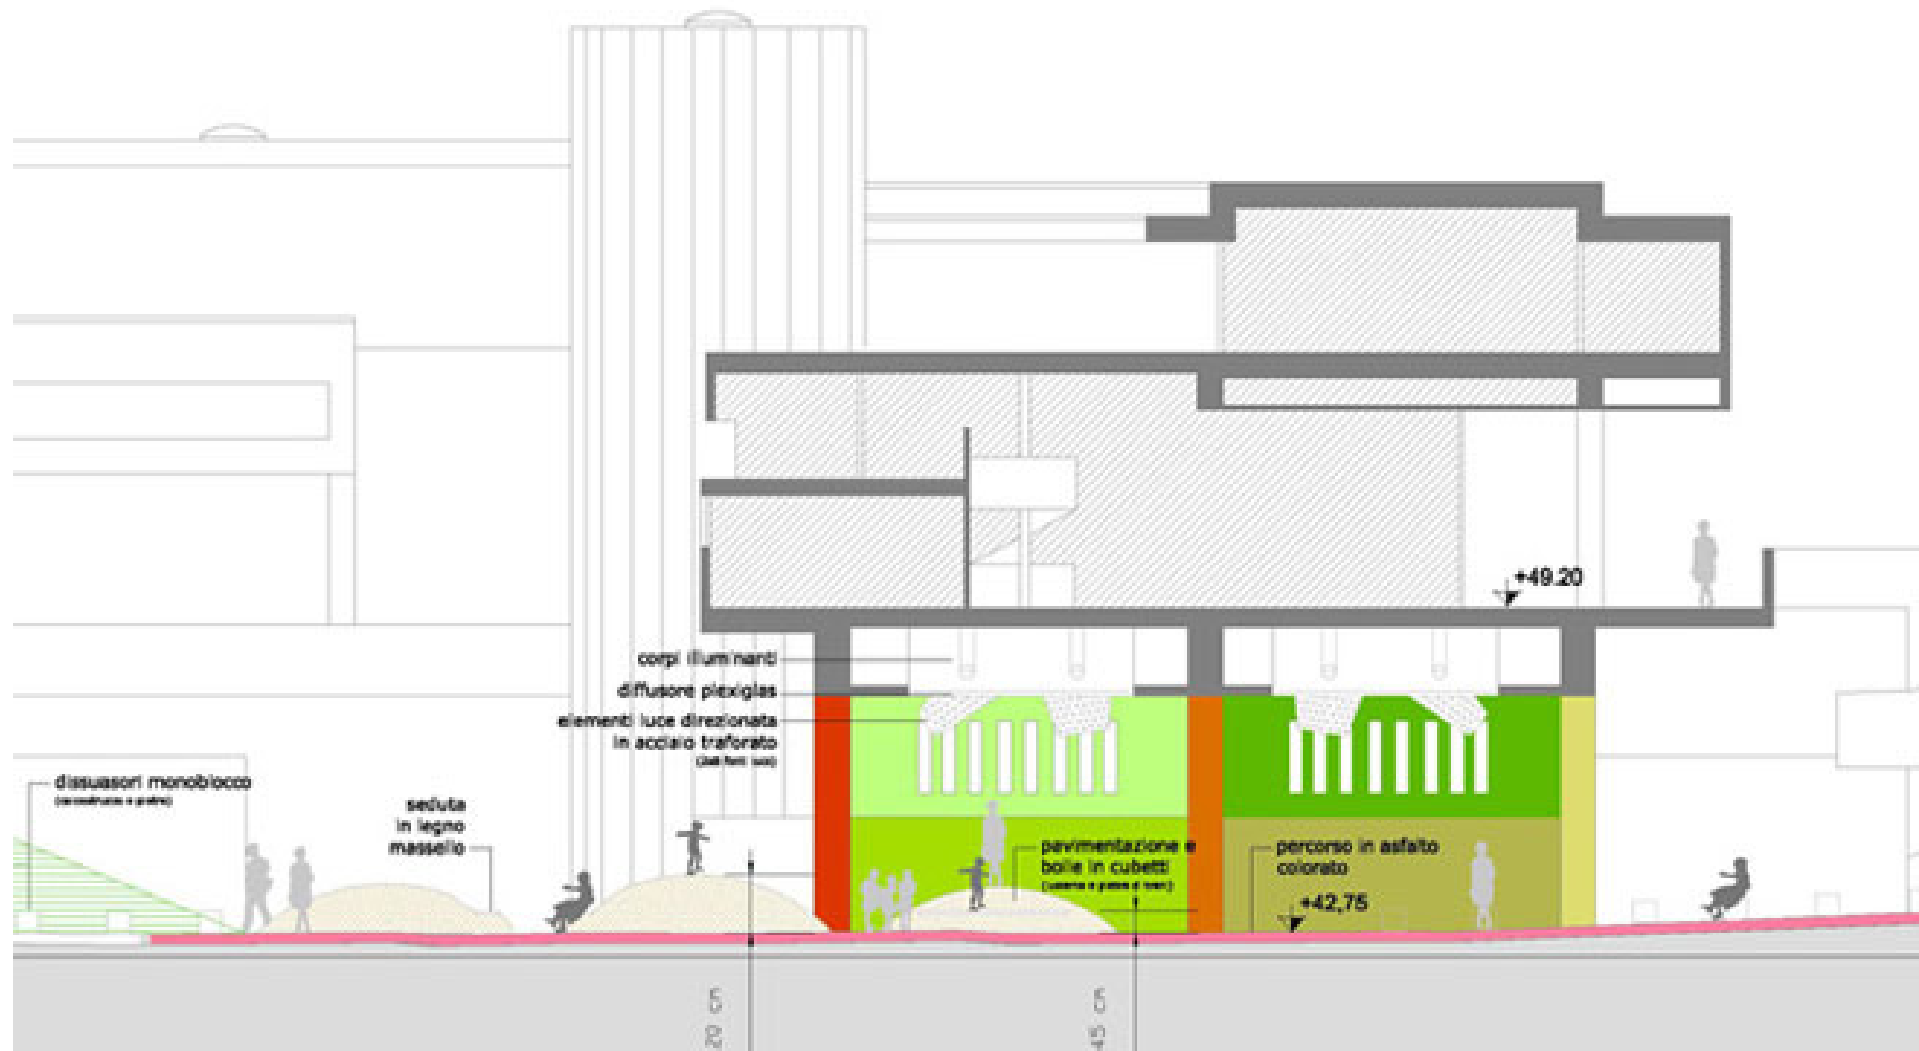 +49.20
corpi illuminanti
diffusore plexiglas
elementi luce direzionata
in acciaio traforato
dissuasori monoblocco
seduta
in legno
massello
pavimentazione e
bolle in cubetti
percorso in asfalto
colorato
+42,75